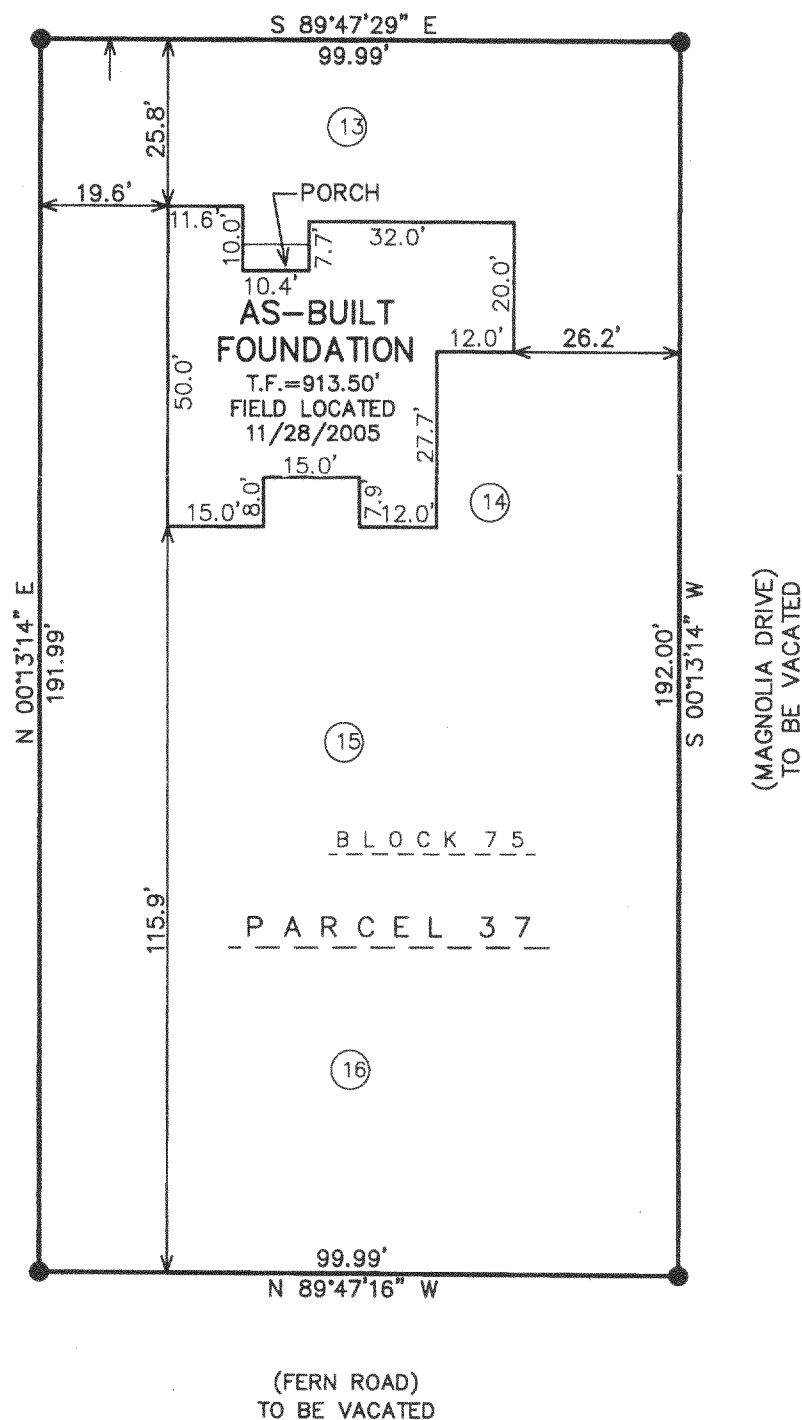 S 89°47'29" E
99.99'
25.8'
13
19.6'
PORCH
11.6'
10.0'
7.7'
32.0'
10.4'
20.0'
AS-BUILT
FOUNDATION
12.0'
26.2'
T.F.=913.50'
FIELD LOCATED
11/28/2005
50.0'
27.7'
15.0'
15.0'
8.0'
7.9'
12.0'
14
N 00°13'14" E
191.99'
192.00'
S 00°13'14" W
(MAGNOLIA DRIVE)
TO BE VACATED
15
BLOCK 75
115.9'
PARCEL 37
16
99.99'
N 89°47'16" W
(FERN ROAD)
TO BE VACATED